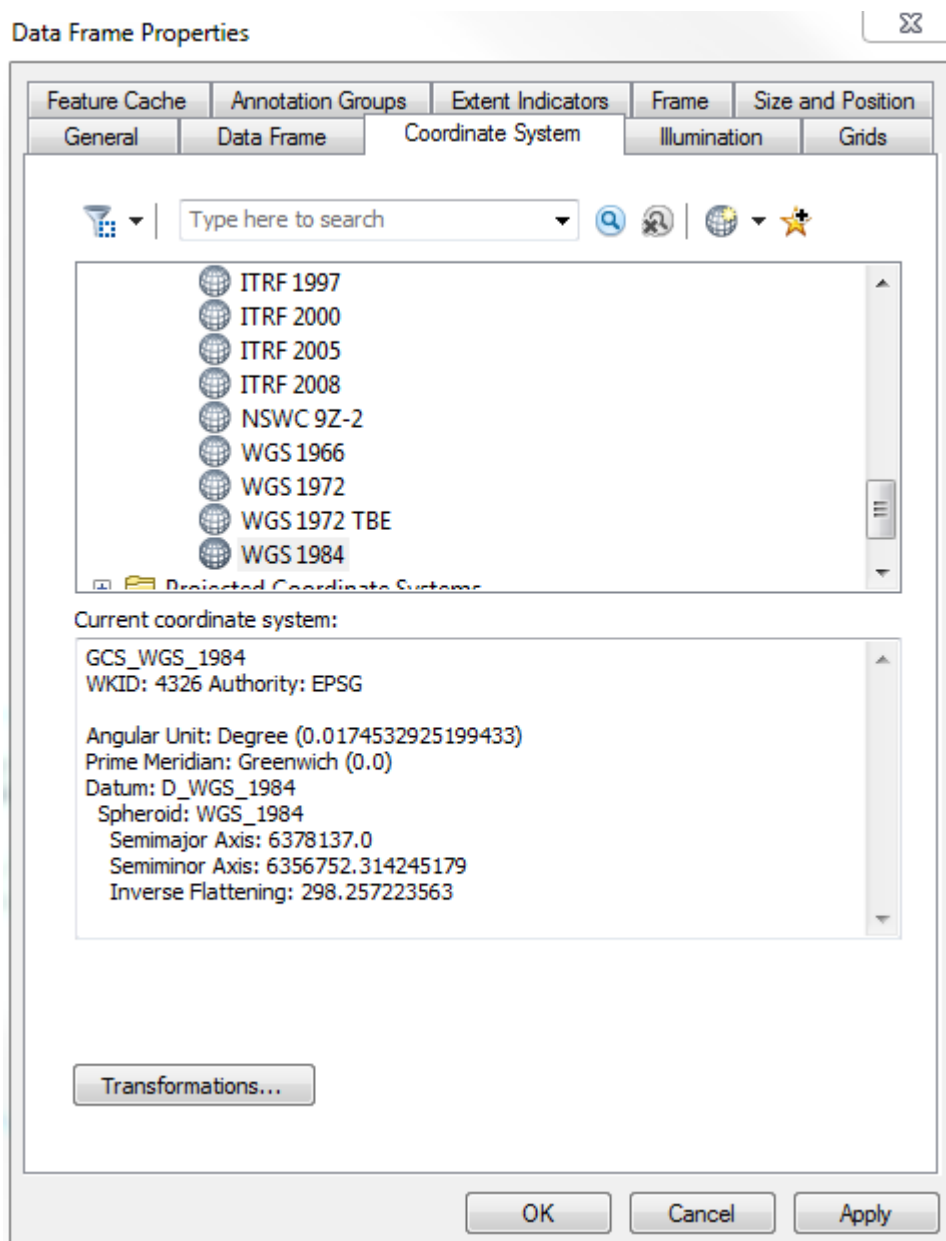 Data Frame Properties
Feature Cache Annotation Groups Extent Indicators Frame Size and Position
General Data Frame Coordinate System Illumination Grids
Type here to search
ITRF 1997
ITRF 2000
ITRF 2005
ITRF 2008
NSWC 9Z-2
WGS 1966
WGS 1972
WGS 1972 TBE
WGS 1984
Projected Coordinate Systems
Current coordinate system:
GCS_WGS_1984
WKID: 4326 Authority: EPSG
Angular Unit: Degree (0.0174532925199433)
Prime Meridian: Greenwich (0.0)
Datum: D_WGS_1984
Spheroid: WGS_1984
Semimajor Axis: 6378137.0
Semiminor Axis: 6356752.314245179
Inverse Flattening: 298.257223563
Transformations...
OK Cancel Apply